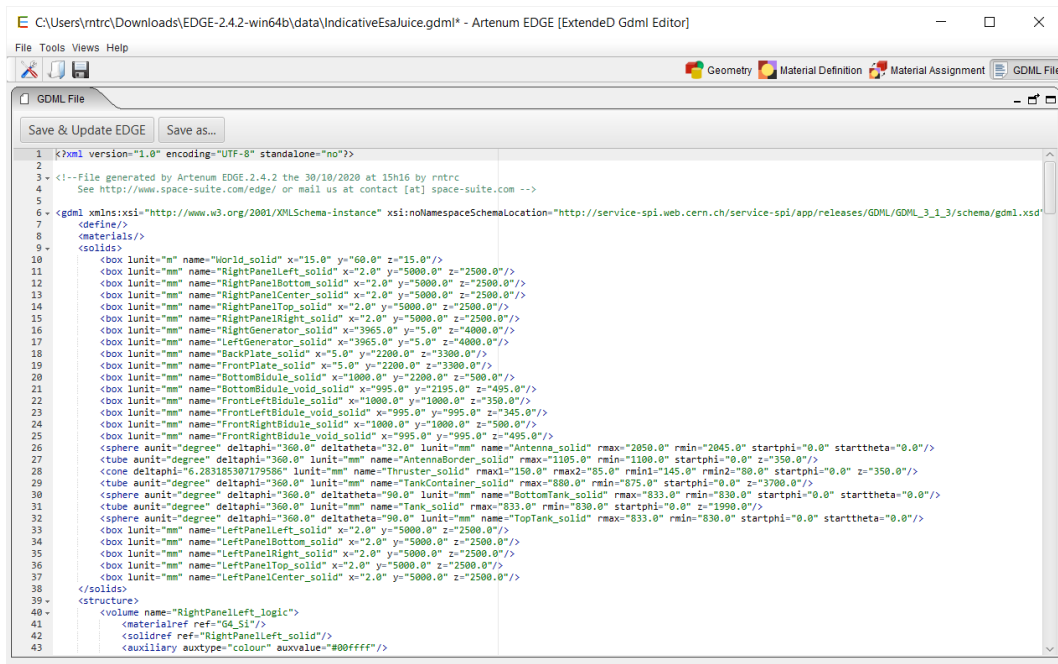 E C:\Users\rntrc\Downloads\EDGE-2.4.2-win64b\data\IndicativeEsaJuice.gdml* - Artenum EDGE [ExtendeD Gdml Editor]
File Tools Views Help
Geometry Material Definition Material Assignment GDML File
GDML File
Save & Update EDGE Save as...
1 <?xml version="1.0" encoding="UTF-8" standalone="no"?>
2
3 <!--File generated by Artenum EDGE.2.4.2 the 30/10/2020 at 15h16 by rntrc
4 See http://www.space-suite.com/edge/ or mail us at contact [at] space-suite.com -->
5
6 <gdml xmlns:xsi="http://www.w3.org/2001/XMLSchema-instance" xsi:noNamespaceSchemaLocation="http://service-spi.web.cern.ch/service-spi/app/releases/GDML/GDML_3_1_3/schema/gdml.xsd"
7 <define/>
8 <materials/>
9 <solids>
10 <box lunit="m" name="World_solid" x="15.0" y="60.0" z="15.0"/>
11 <box lunit="mm" name="RightPanelLeft_solid" x="2.0" y="5000.0" z="2500.0"/>
12 <box lunit="mm" name="RightPanelBottom_solid" x="2.0" y="5000.0" z="2500.0"/>
13 <box lunit="mm" name="RightPanelCenter_solid" x="2.0" y="5000.0" z="2500.0"/>
14 <box lunit="mm" name="RightPanelTop_solid" x="2.0" y="5000.0" z="2500.0"/>
15 <box lunit="mm" name="RightPanelRight_solid" x="2.0" y="5000.0" z="2500.0"/>
16 <box lunit="mm" name="RightGenerator_solid" x="3965.0" y="5.0" z="4000.0"/>
17 <box lunit="mm" name="LeftGenerator_solid" x="3965.0" y="5.0" z="4000.0"/>
18 <box lunit="mm" name="BackPlate_solid" x="5.0" y="2200.0" z="3300.0"/>
19 <box lunit="mm" name="FrontPlate_solid" x="5.0" y="2200.0" z="3300.0"/>
20 <box lunit="mm" name="BottomBidule_solid" x="1000.0" y="2200.0" z="500.0"/>
21 <box lunit="mm" name="BottomBidule_void_solid" x="995.0" y="2195.0" z="495.0"/>
22 <box lunit="mm" name="FrontLeftBidule_solid" x="1000.0" y="1000.0" z="350.0"/>
23 <box lunit="mm" name="FrontLeftBidule_void_solid" x="995.0" y="995.0" z="345.0"/>
24 <box lunit="mm" name="FrontRightBidule_solid" x="1000.0" y="1000.0" z="500.0"/>
25 <box lunit="mm" name="FrontRightBidule_void_solid" x="995.0" y="995.0" z="495.0"/>
26 <sphere aunit="degree" deltaphi="360.0" deltatheta="32.0" lunit="mm" name="Antenna_solid" rmax="2050.0" rmin="2045.0" startphi="0.0" starttheta="0.0"/>
27 <tube aunit="degree" deltaphi="360.0" lunit="mm" name="AntennaBorder_solid" rmax="1105.0" rmin="1100.0" startphi="0.0" z="350.0"/>
28 <cone deltaphi="6.283185307179586" lunit="mm" name="Thruster_solid" rmax1="150.0" rmax2="85.0" rmin1="145.0" rmin2="80.0" startphi="0.0" z="350.0"/>
29 <tube aunit="degree" deltaphi="360.0" lunit="mm" name="TankContainer_solid" rmax="880.0" rmin="875.0" startphi="0.0" z="3700.0"/>
30 <sphere aunit="degree" deltaphi="360.0" deltatheta="90.0" lunit="mm" name="BottomTank_solid" rmax="833.0" rmin="830.0" startphi="0.0" starttheta="0.0"/>
31 <tube aunit="degree" deltaphi="360.0" lunit="mm" name="Tank_solid" rmax="833.0" rmin="830.0" startphi="0.0" z="1990.0"/>
32 <sphere aunit="degree" deltaphi="360.0" deltatheta="90.0" lunit="mm" name="TopTank_solid" rmax="833.0" rmin="830.0" startphi="0.0" starttheta="0.0"/>
33 <box lunit="mm" name="LeftPanelLeft_solid" x="2.0" y="5000.0" z="2500.0"/>
34 <box lunit="mm" name="LeftPanelBottom_solid" x="2.0" y="5000.0" z="2500.0"/>
35 <box lunit="mm" name="LeftPanelRight_solid" x="2.0" y="5000.0" z="2500.0"/>
36 <box lunit="mm" name="LeftPanelTop_solid" x="2.0" y="5000.0" z="2500.0"/>
37 <box lunit="mm" name="LeftPanelCenter_solid" x="2.0" y="5000.0" z="2500.0"/>
38 </solids>
39 <structure>
40 <volume name="RightPanelLeft_logic">
41 <materialref ref="G4_Si"/>
42 <solidref ref="RightPanelLeft_solid"/>
43 <auxiliary auxtype="colour" auxvalue="#00ffff"/>